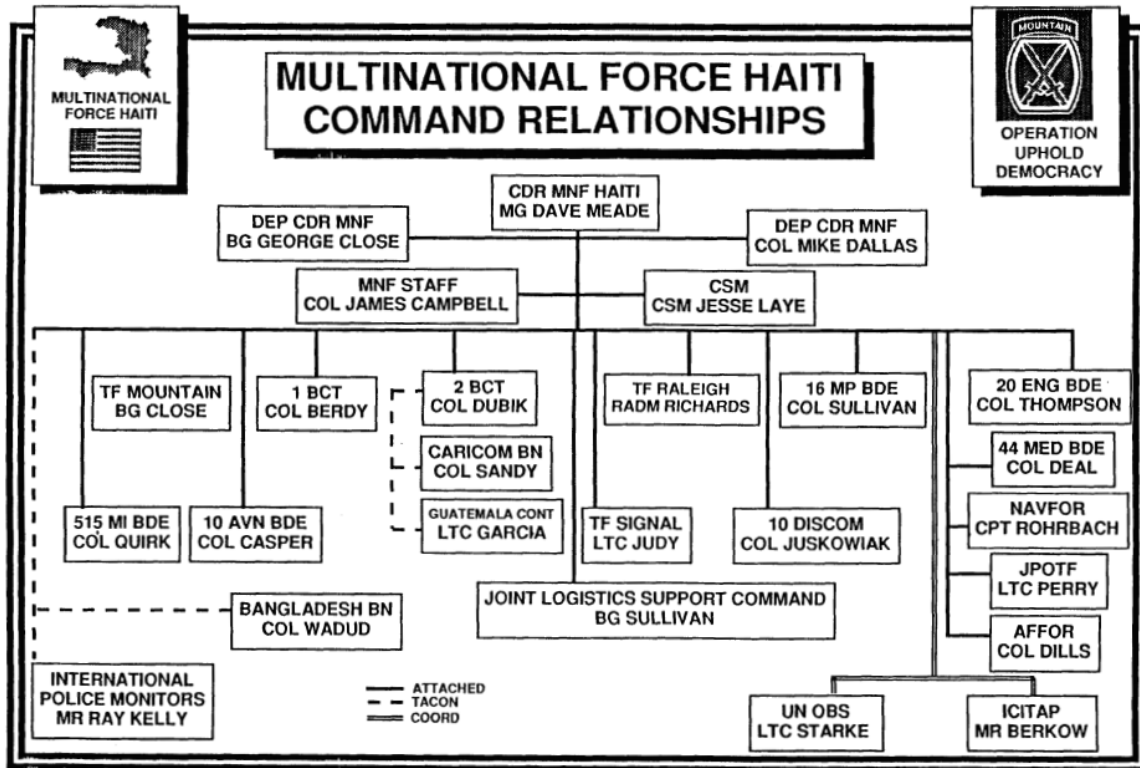 MULTINATIONAL
FORCE HAITI
MULTINATIONAL FORCE HAITI
COMMAND RELATIONSHIPS
MOUNTAIN
OPERATION
UPHOLD
DEMOCRACY
CDR MNF HAITI
MG DAVE MEADE
DEP CDR MNF
BG GEORGE CLOSE
DEP CDR MNF
COL MIKE DALLAS
MNF STAFF
COL JAMES CAMPBELL
CSM
CSM JESSE LAYE
TF MOUNTAIN
BG CLOSE
1 BCT
COL BERDY
2 BCT
COL DUBIK
TF RALEIGH
RADM RICHARDS
16 MP BDE
COL SULLIVAN
20 ENG BDE
COL THOMPSON
CARICOM BN
COL SANDY
44 MED BDE
COL DEAL
515 MI BDE
COL QUIRK
10 AVN BDE
COL CASPER
GUATEMALA CONT
LTC GARCIA
TF SIGNAL
LTC JUDY
10 DISCOM
COL JUSKOWIAK
NAVFOR
CPT ROHRBACH
JPOTF
LTC PERRY
BANGLADESH BN
COL WADUD
JOINT LOGISTICS SUPPORT COMMAND
BG SULLIVAN
AFFOR
COL DILLS
INTERNATIONAL
POLICE MONITORS
MR RAY KELLY
ATTACHED
TACON
COORD
UN OBS
LTC STARKE
ICITAP
MR BERKOW